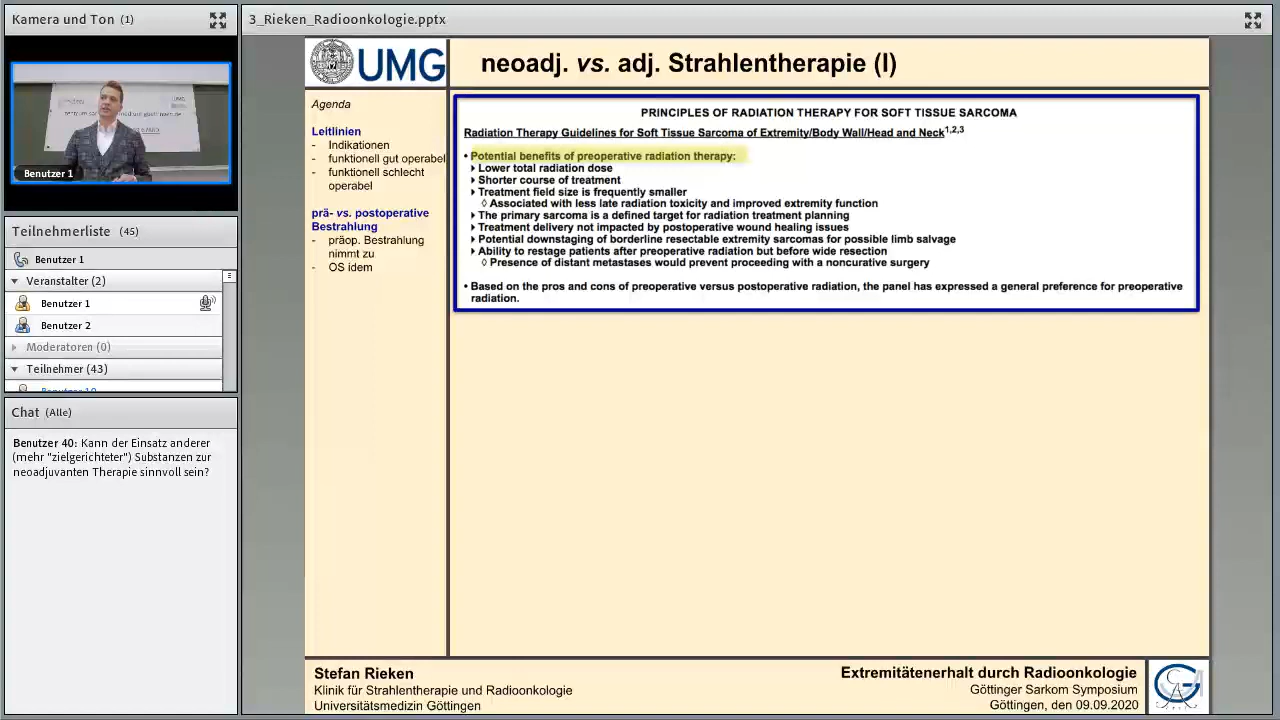 Kamera und Ton (1)
UMG
Benutzer 1
Teilnehmerliste (45)
Benutzer 1
Veranstalter (2)
Benutzer 1
Benutzer 2
Moderatoren (0)
Teilnehmer (43)
Chat (Alle)
Benutzer 40: Kann der Einsatz anderer
(mehr "zielgerichteter") Substanzen zur
neoadjuvanten Therapie sinnvoll sein?
3_Rieken_Radioonkologie.pptx
UMG
neoadj. vs. adj. Strahlentherapie (I)
Agenda
Leitlinien
- Indikationen
- funktionell gut operabel
- funktionell schlecht
operabel
prä- vs. postoperative
Bestrahlung
- präop. Bestrahlung
nimmt zu
- OS idem
PRINCIPLES OF RADIATION THERAPY FOR SOFT TISSUE SARCOMA
Radiation Therapy Guidelines for Soft Tissue Sarcoma of Extremity/Body Wall/Head and Neck1,2,3
• Potential benefits of preoperative radiation therapy:
Lower total radiation dose
Shorter course of treatment
Treatment field size is frequently smaller
◊ Associated with less late radiation toxicity and improved extremity function
The primary sarcoma is a defined target for radiation treatment planning
Treatment delivery not impacted by postoperative wound healing issues
Potential downstaging of borderline resectable extremity sarcomas for possible limb salvage
Ability to restage patients after preoperative radiation but before wide resection
◊ Presence of distant metastases would prevent proceeding with a noncurative surgery
• Based on the pros and cons of preoperative versus postoperative radiation, the panel has expressed a general preference for preoperative
radiation.
Stefan Rieken
Klinik für Strahlentherapie und Radioonkologie
Universitätsmedizin Göttingen
Extremitätenerhalt durch Radioonkologie
Göttinger Sarkom Symposium
Göttingen, den 09.09.2020